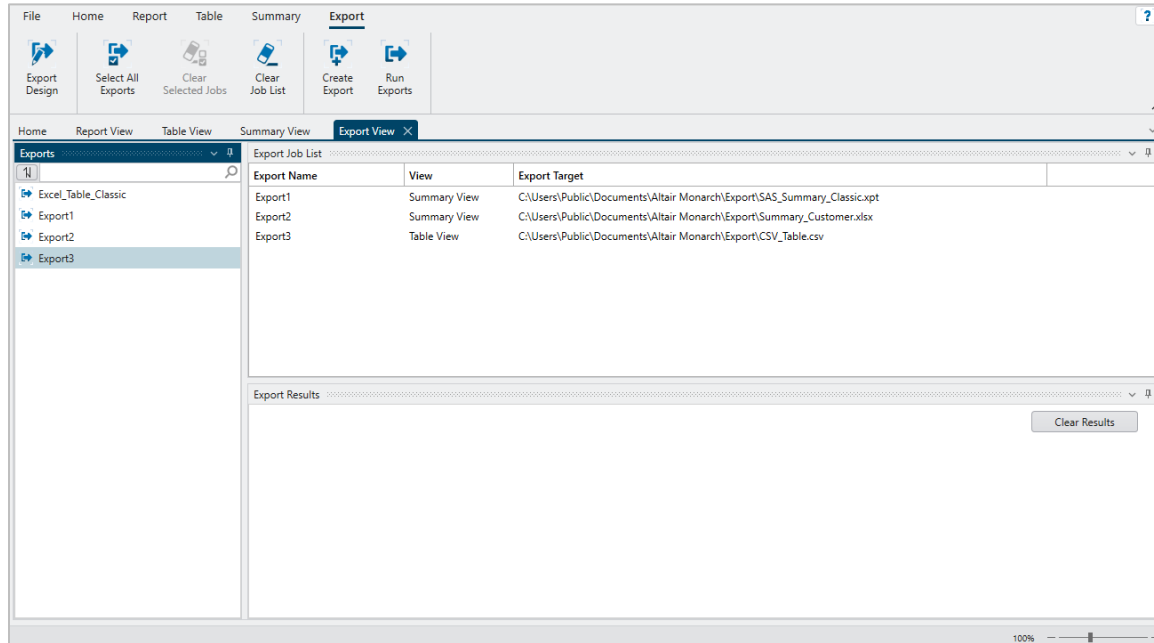 File Home Report Table Summary Export ?
Export Design
Select All Exports
Clear Selected Jobs
Clear Job List
Create Export
Run Exports
Home Report View Table View Summary View Export View
Exports
Excel_Table_Classic
Export1
Export2
Export3
Export Job List
Export Name View Export Target
Export1 Summary View C:\Users\Public\Documents\Altair Monarch\Export\SAS_Summary_Classic.xpt
Export2 Summary View C:\Users\Public\Documents\Altair Monarch\Export\Summary_Customer.xlsx
Export3 Table View C:\Users\Public\Documents\Altair Monarch\Export\CSV_Table.csv
Export Results
Clear Results
100%